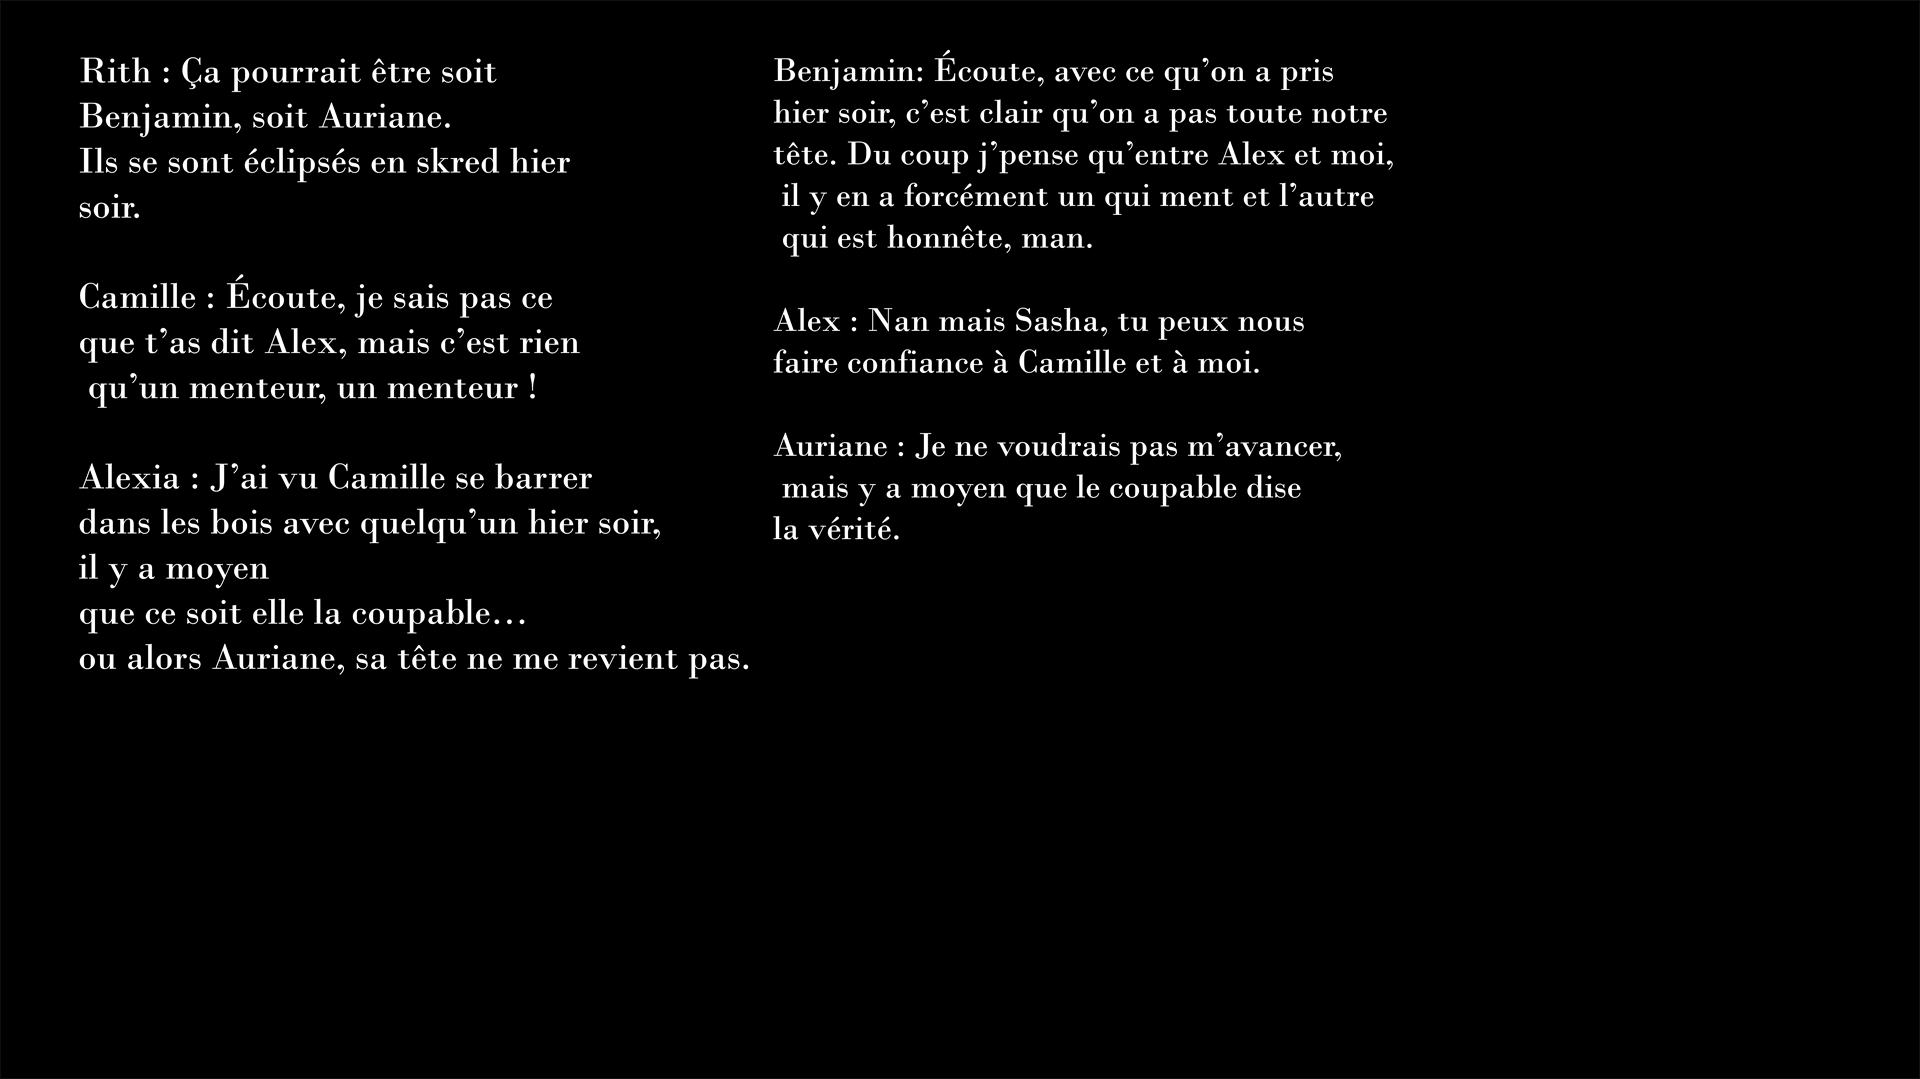 Rith : Ça pourrait être soit
Benjamin, soit Auriane.
Ils se sont éclipsés en skred hier
soir.
Camille : Écoute, je sais pas ce
que t’as dit Alex, mais c’est rien
qu’un menteur, un menteur !
Alexia : J’ai vu Camille se barrer
dans les bois avec quelqu’un hier soir,
il y a moyen
que ce soit elle la coupable…
ou alors Auriane, sa tête ne me revient pas.
Benjamin: Écoute, avec ce qu’on a pris
hier soir, c’est clair qu’on a pas toute notre
tête. Du coup j’pense qu’entre Alex et moi,
il y en a forcément un qui ment et l’autre
qui est honnête, man.
Alex : Nan mais Sasha, tu peux nous
faire confiance à Camille et à moi.
Auriane : Je ne voudrais pas m’avancer,
mais y a moyen que le coupable dise
la vérité.